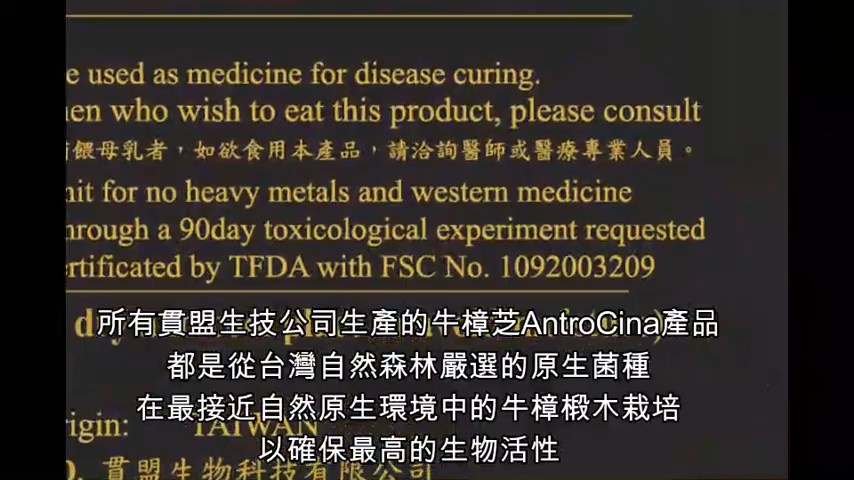 e used as medicine for disease curing.
en who wish to eat this product, please consult
餵母乳者，如欲食用本產品，請洽詢醫師或醫療專業人員。
it for no heavy metals and western medicine
rough a 90day toxicological experiment requested
ertificated by TFDA with FSC No. 1092003209
所有貫盟生技公司生產的牛樟芝AntroCina產品
都是從台灣自然森林嚴選的原生菌種
在最接近自然原生環境中的牛樟椴木栽培
igin: TAIWAN
以確保最高的生物活性
貫盟生物科技有限公司